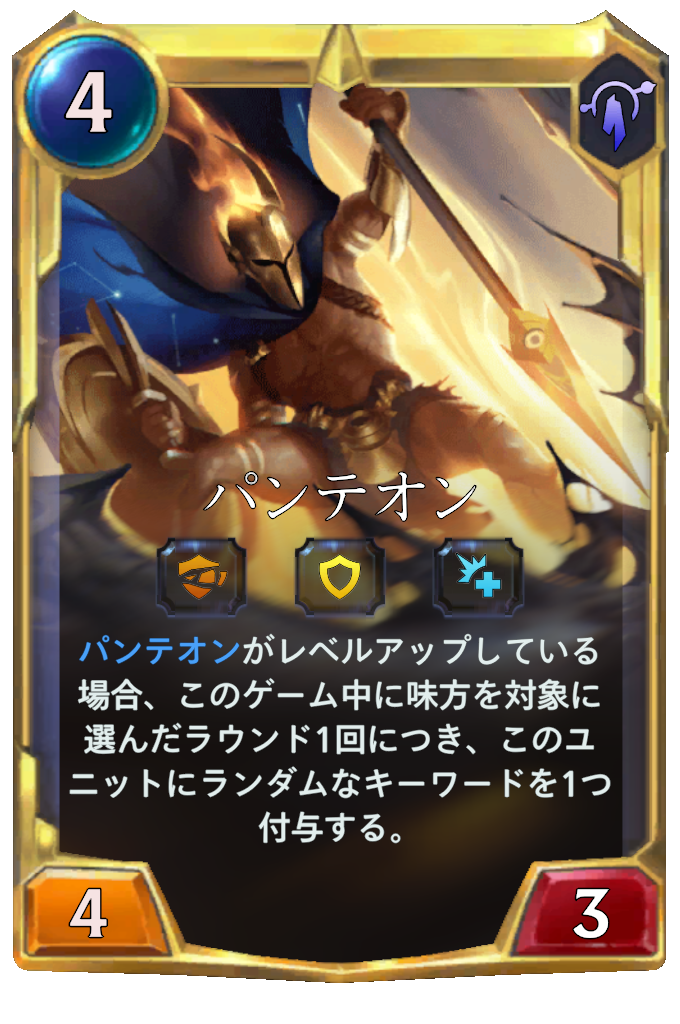 4
パンテオン
パンテオンがレベルアップしている
場合、このゲーム中に味方を対象に
選んだラウンド1回につき、このユ
ニットにランダムなキーワードを1つ
付与する。
4
3